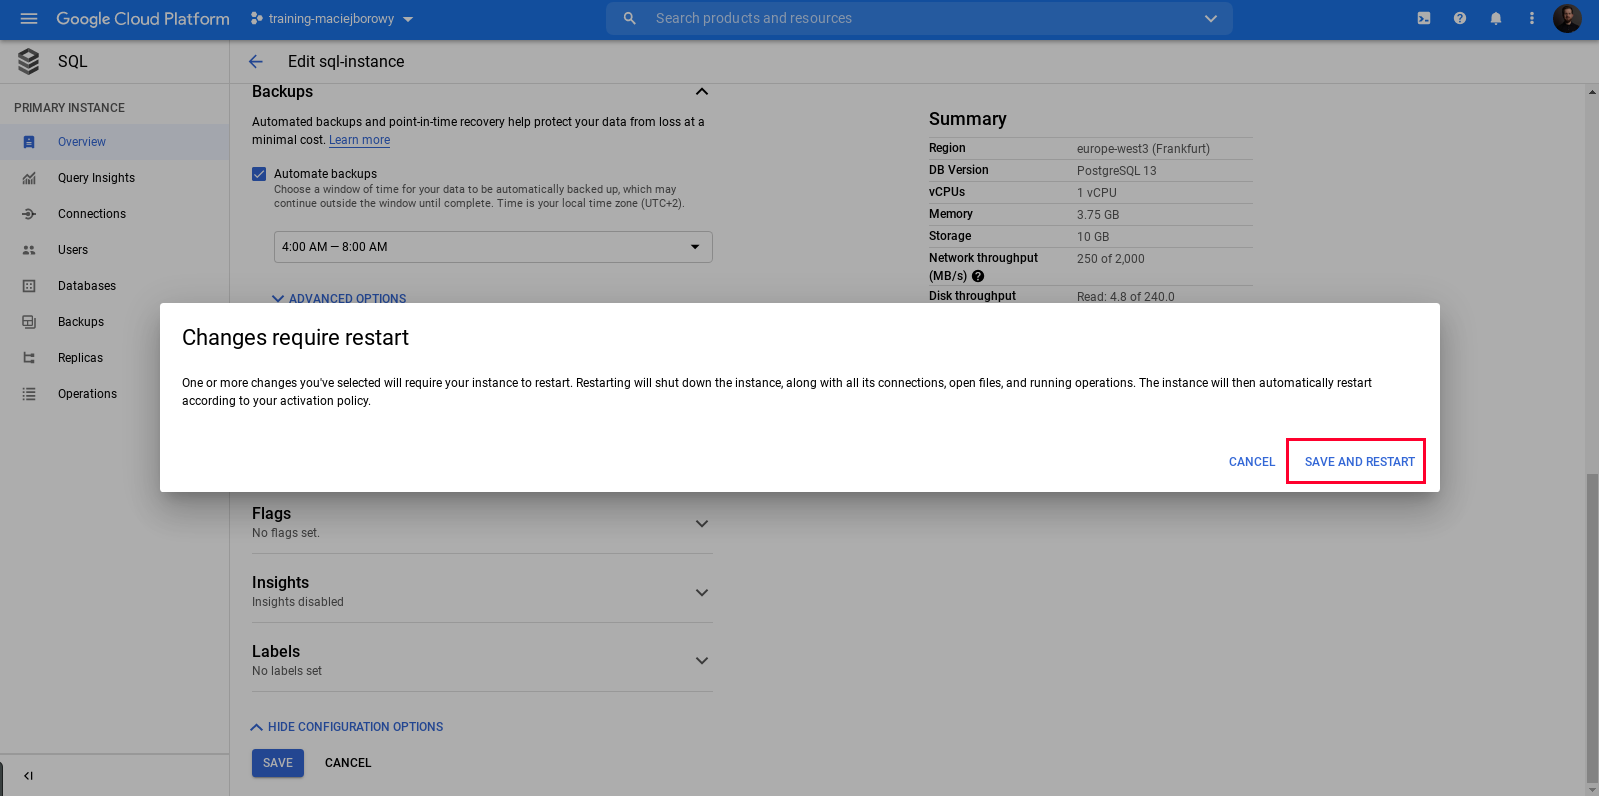 Google Cloud Platform
training-maciejborowy
Search products and resources
SQL
Edit sql-instance
PRIMARY INSTANCE
Overview
Query Insights
Connections
Users
Databases
Backups
Replicas
Operations
Backups
Automated backups and point-in-time recovery help protect your data from loss at a
minimal cost. Learn more
Automate backups
Choose a window of time for your data to be automatically backed up, which may
continue outside the window until complete. Time is your local time zone (UTC+2).
4:00 AM — 8:00 AM
ADVANCED OPTIONS
Summary
Region europe-west3 (Frankfurt)
DB Version PostgreSQL 13
vCPUs 1 vCPU
Memory 3.75 GB
Storage 10 GB
Network throughput 250 of 2,000
(MB/s)
Disk throughput Read: 4.8 of 240.0
Changes require restart
One or more changes you've selected will require your instance to restart. Restarting will shut down the instance, along with all its connections, open files, and running operations. The instance will then automatically restart
according to your activation policy.
CANCEL SAVE AND RESTART
Flags
No flags set.
Insights
Insights disabled
Labels
No labels set
HIDE CONFIGURATION OPTIONS
SAVE CANCEL